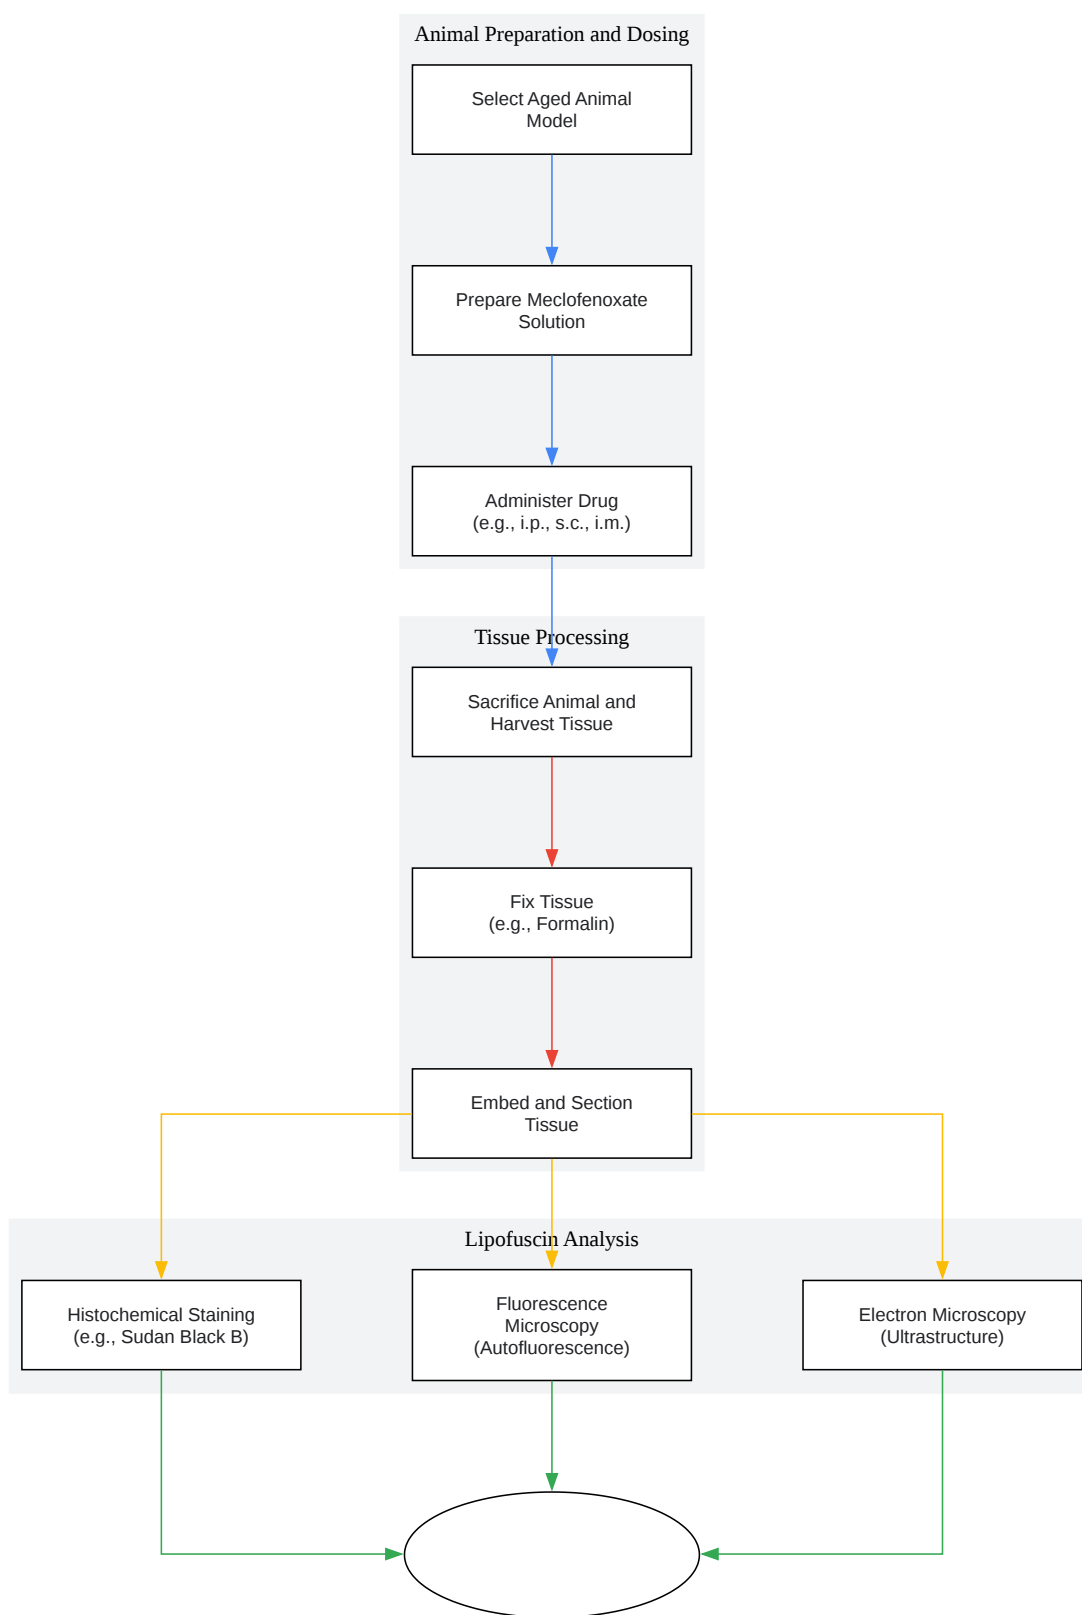 Animal Preparation and Dosing
Select Aged Animal
Model
Prepare Meclofenoxate
Solution
Administer Drug
(e.g., i.p., s.c., i.m.)
Tissue Processing
Sacrifice Animal and
Harvest Tissue
Fix Tissue
(e.g., Formalin)
Embed and Section
Tissue
Lipofuscin Analysis
Histochemical Staining
(e.g., Sudan Black B)
Fluorescence
Microscopy
(Autofluorescence)
Electron Microscopy
(Ultrastructure)